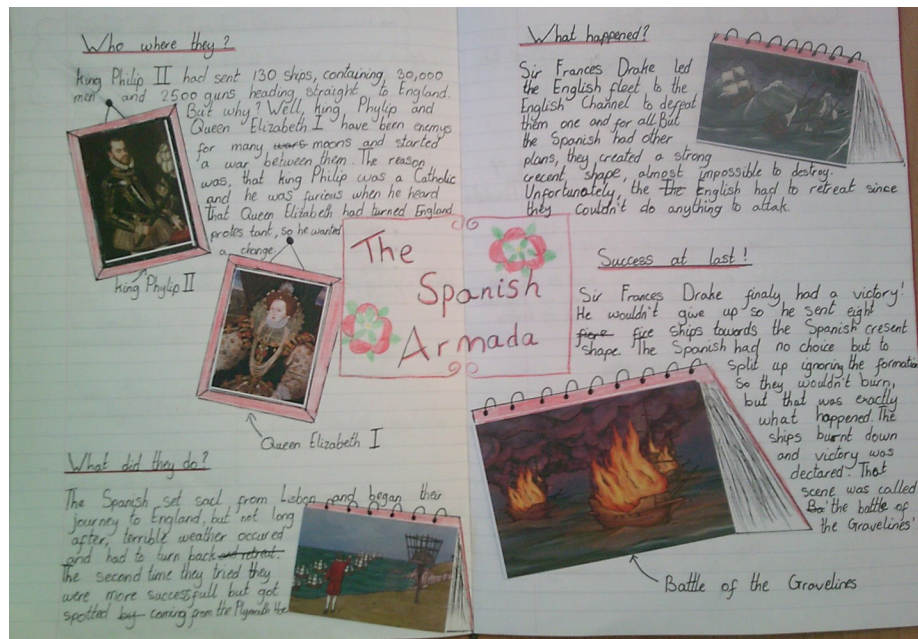 Who where they?
king Philip II had sent 130 ships, containing, 30,000
men and 2500 guns heading straight to England.
But why? Well, king Phylip and
Queen Elizabeth I have been enemys
for many wars moons and started
a war between them. The reason
was, that king Philip was a Catholic
and he was furious when he heard
that Queen Elizabeth had turned England
protes tant, so he wanted
a change.
king Phylip II
Queen Elizabeth I
What did they do?
The Spanish set sail from Lisbon and began their
journey to England, but not long
after, terrible weather occured
and had to turn back and retreat.
The second time they tried they
were more successfull but got
spotted by coming from the Plymouth Hoe
The
Spanish
Armada
What happened?
Sir Frances Drake led
the English fleet to the
English Channel to defeat
them one and for all. But
the Spanish had other
plans, they created a strong
crecent shape, almost impossible to destroy.
Unfortunately, the The English had to retreat since
they couldn't do anything to attak.
Success at last!
Sir Frances Drake finaly had a victory!
He wouldn't give up so he sent eight
fiere fire ships towards the Spanish cresent
shape. The Spanish had no choice but to
split up ignoring the formation
so they wouldn't burn,
but that was exactly
what happened. The
ships burnt down
and victory was
declared. That
scene was called
Ba the battle of
the Gravelines
Battle of the Gravelines